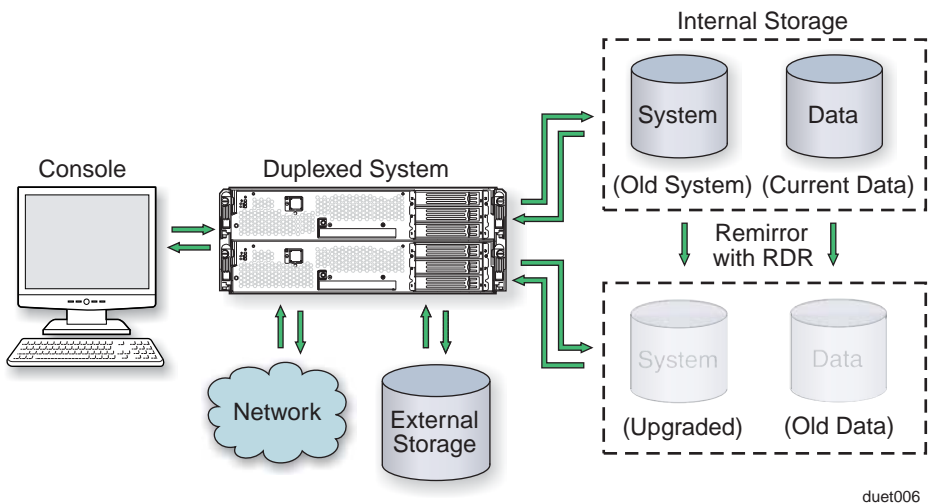 Internal Storage
System
Data
(Old System) (Current Data)
Console
Duplexed System
Remirror
with RDR
System
Data
(Upgraded)
(Old Data)
Network
External
Storage
duet006